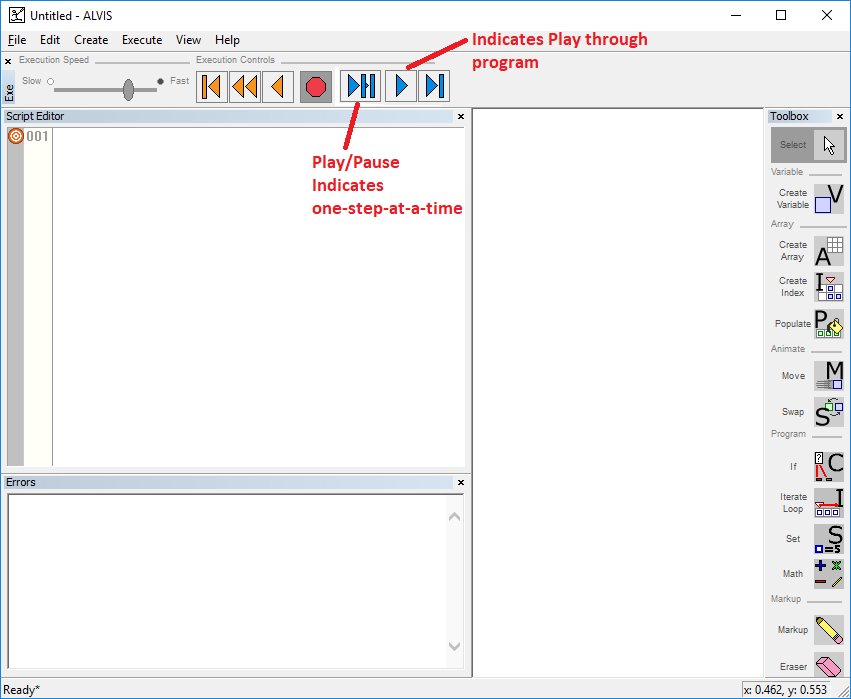 Untitled - ALVIS
File Edit Create Execute View Help
Execution Speed
Execution Controls
Slow
Fast
Exe
Indicates Play through
program
Play/Pause
Indicates
one-step-at-a-time
Script Editor
001
Errors
Toolbox
Select
Variable
Create
Variable
V
Array
Create
Array
A
Create
Index
I
Populate
P
Animate
Move
M
Swap
S
Program
If
?
C
Iterate
Loop
I
Set
S
=5
Math
Markup
Markup
Eraser
Ready*
x: 0.462, y: 0.553